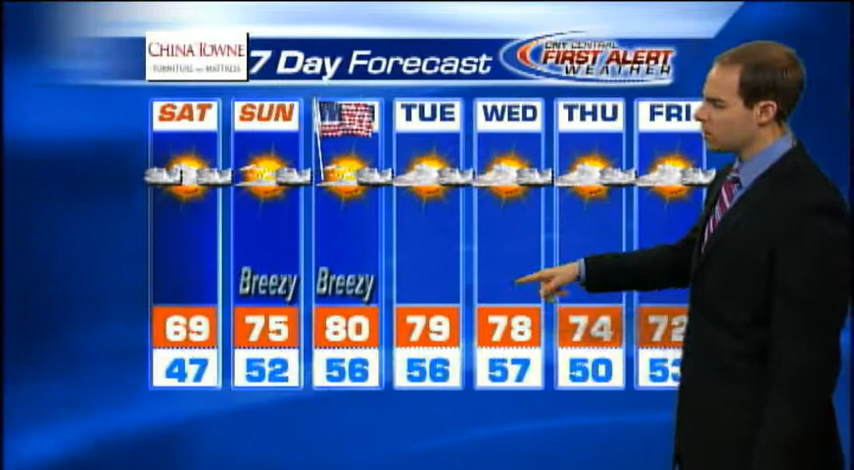 CHINA TOWNE
FURNITURE AND MATTRESS
7 Day Forecast
CNY CENTRAL
FIRST ALERT
WEATHER
SAT SUN TUE WED THU FRI
Breezy Breezy
69 75 80 79 78 74 72
47 52 56 56 57 50 53